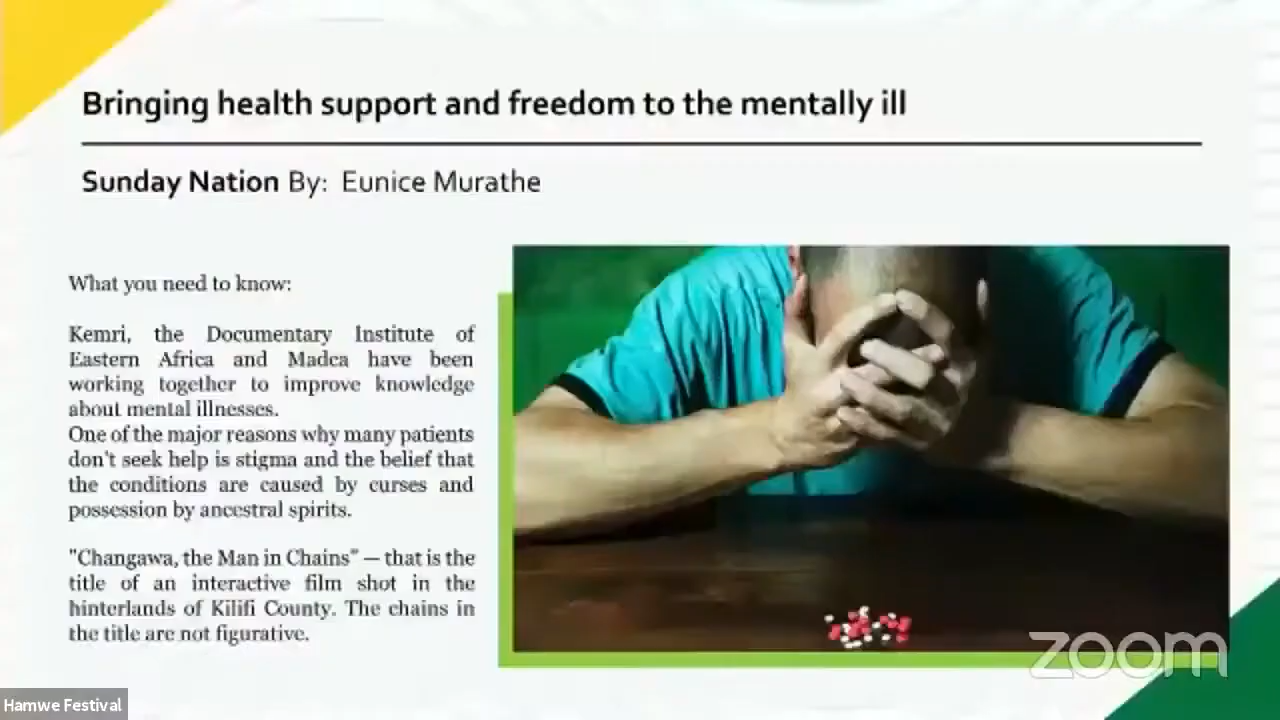 Bringing health support and freedom to the mentally ill
Sunday Nation By: Eunice Murathe
What you need to know:
Kemri, the Documentary Institute of
Eastern Africa and Madca have been
working together to improve knowledge
about mental illnesses.
One of the major reasons why many patients
don't seek help is stigma and the belief that
the conditions are caused by curses and
possession by ancestral spirits.
"Changawa, the Man in Chains" — that is the
title of an interactive film shot in the
hinterlands of Kilifi County. The chains in
the title are not figurative.
zoom
Hamwe Festival